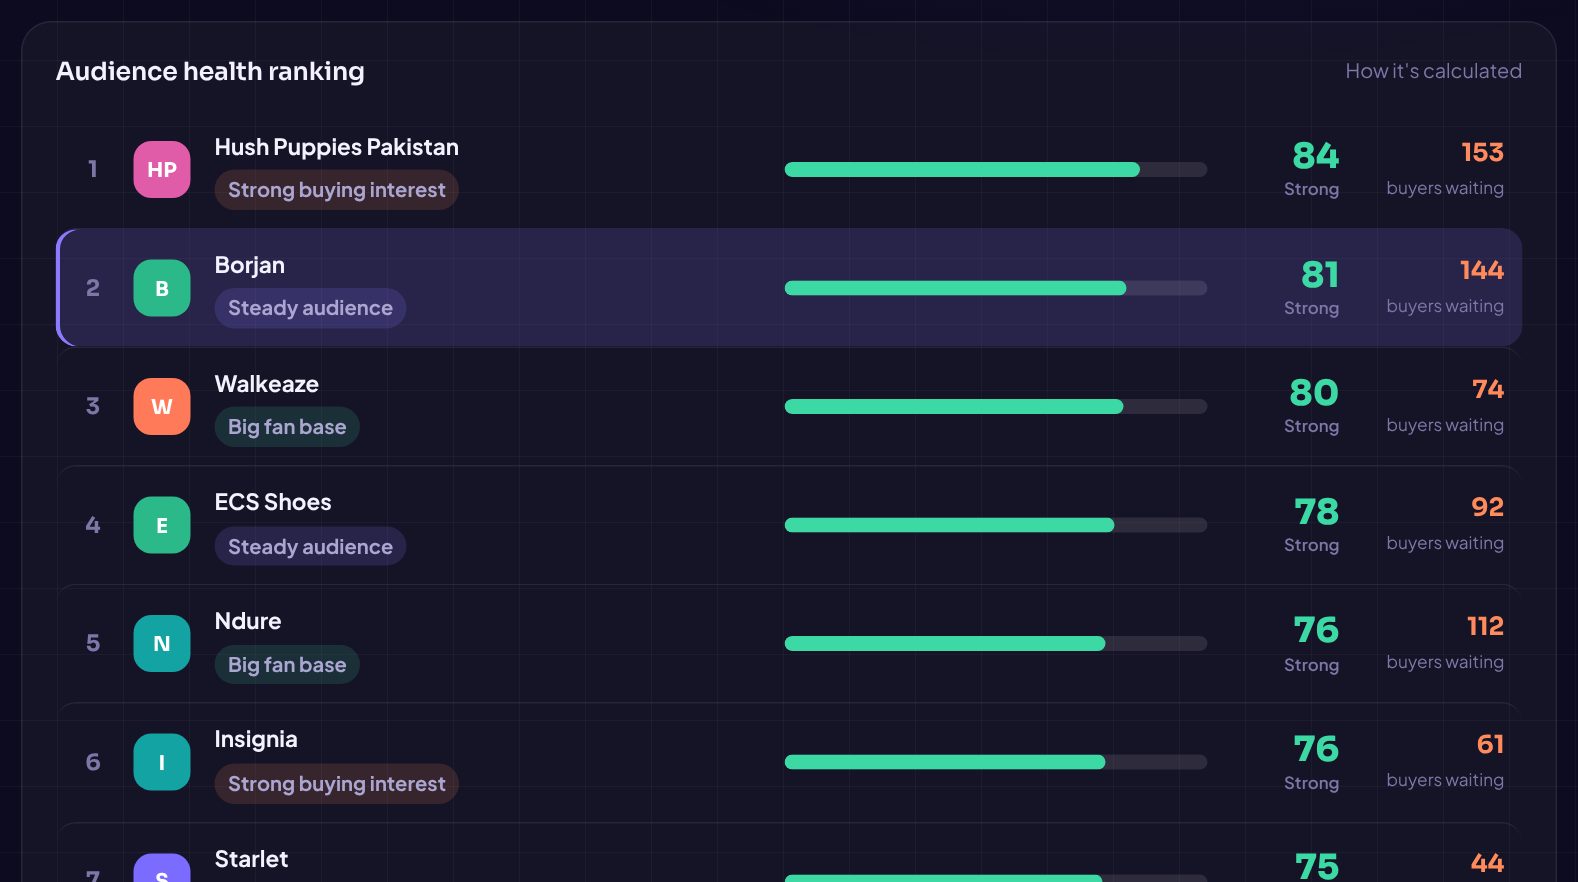 Audience health ranking
How it's calculated
1
HP
Hush Puppies Pakistan
Strong buying interest
84
Strong
153
buyers waiting
2
B
Borjan
Steady audience
81
Strong
144
buyers waiting
3
W
Walkeaze
Big fan base
80
Strong
74
buyers waiting
4
E
ECS Shoes
Steady audience
78
Strong
92
buyers waiting
5
N
Ndure
Big fan base
76
Strong
112
buyers waiting
6
I
Insignia
Strong buying interest
76
Strong
61
buyers waiting
7
S
Starlet
75
44